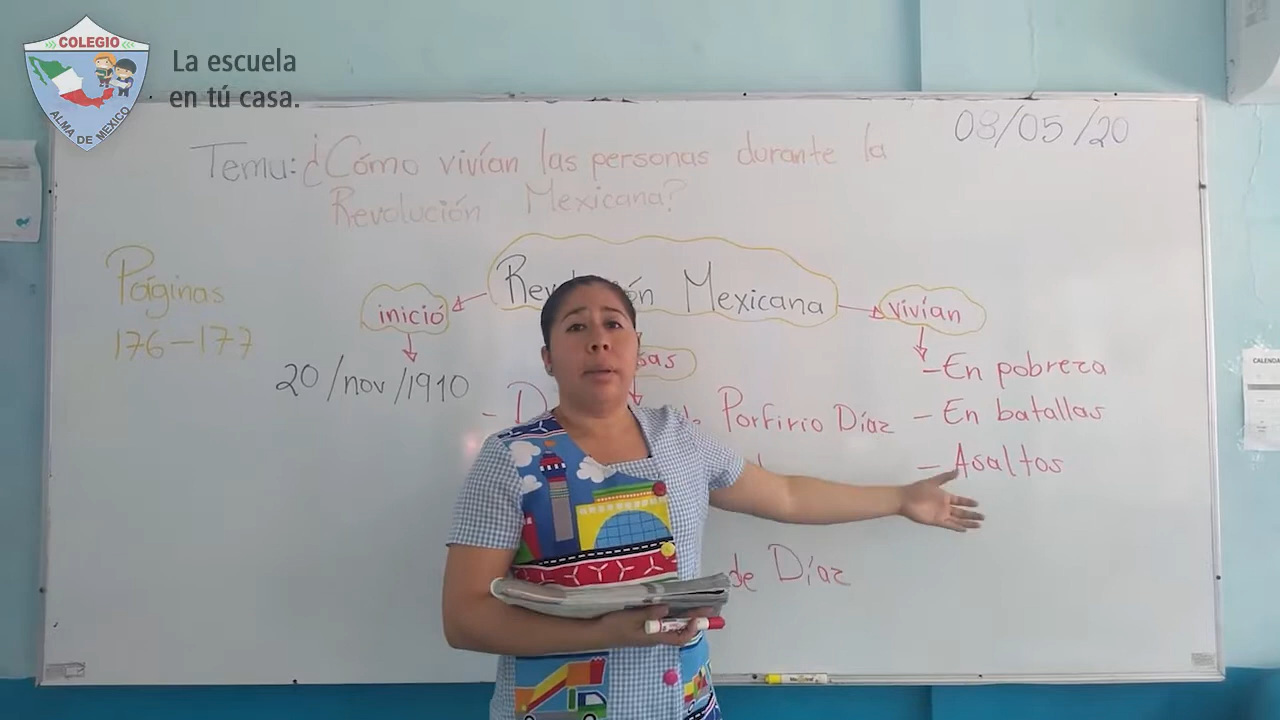 COLEGIO
ALMA DE MEXICO
La escuela
en tú casa.
08/05/20
Tema: ¿Cómo vivían las personas durante la
Revolución Mexicana?
Páginas
176-177
Mexicana
inició
vivían
20/nov/1910
- En pobreza
- En batallas
- Asaltos
Porfirio Díaz
de Díaz
CALENDA